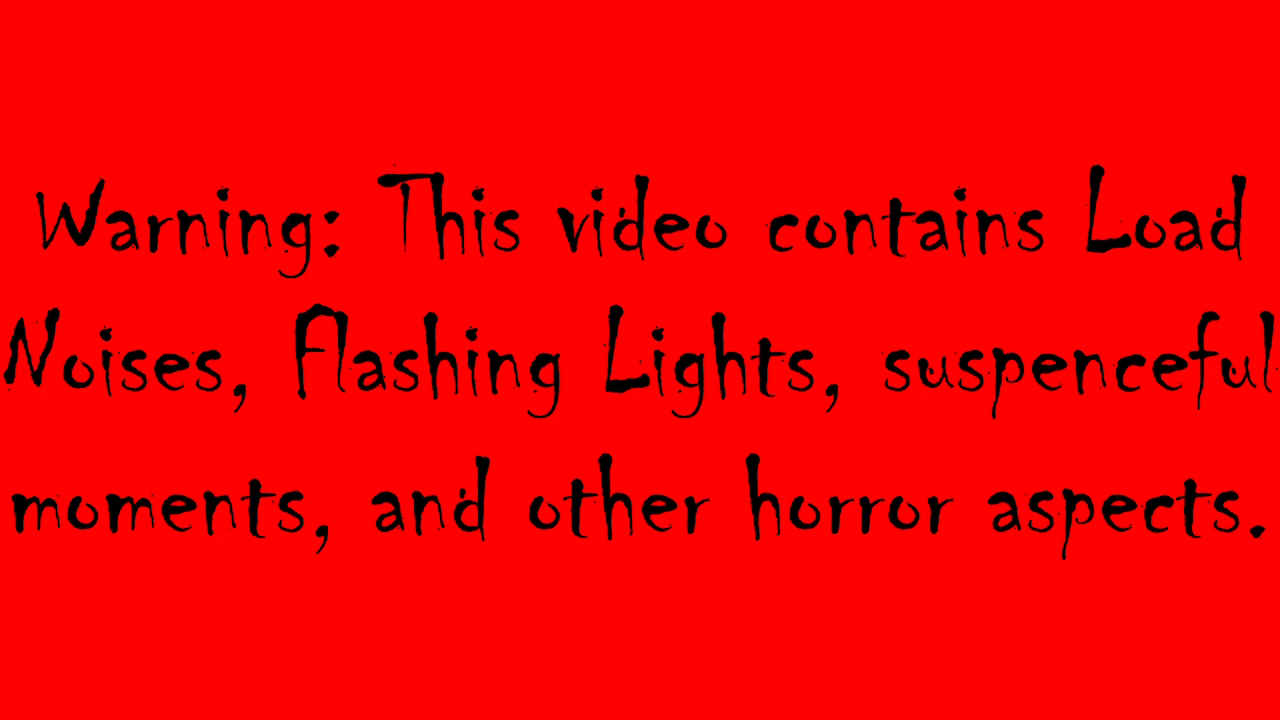 Warning: This video contains Load
Noises, Flashing Lights, suspenceful
moments, and other horror aspects.